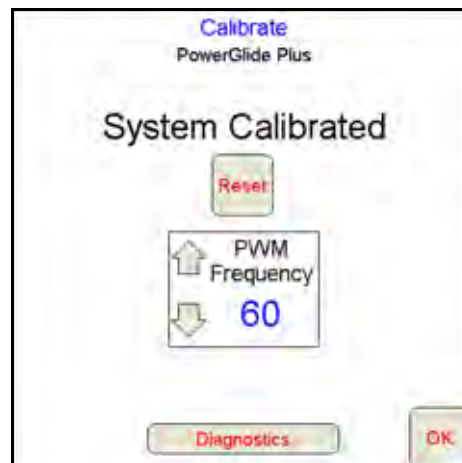 Calibrate
PowerGlide Plus
System Calibrated
Reset
PWM
Frequency
60
Diagnostics
OK